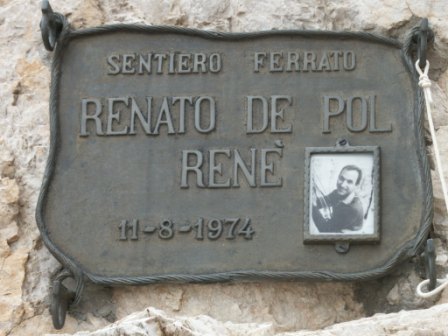 SENTIERO FERRATO
RENATO DE POL
RENÈ
11-8-1974